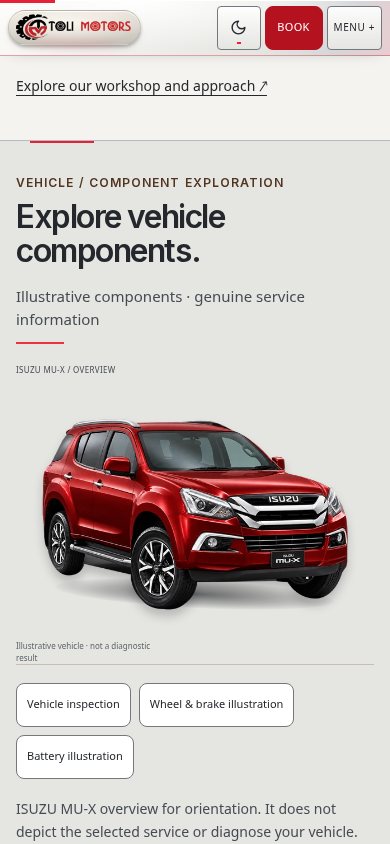 TOLI MOTORS
BOOK
MENU +
Explore our workshop and approach ↗
VEHICLE / COMPONENT EXPLORATION
Explore vehicle
components.
Illustrative components · genuine service
information
ISUZU MU-X / OVERVIEW
ISUZU
ISUZU
mu-X
Illustrative vehicle · not a diagnostic
result
Vehicle inspection
Wheel & brake illustration
Battery illustration
ISUZU MU-X overview for orientation. It does not
depict the selected service or diagnose your vehicle.